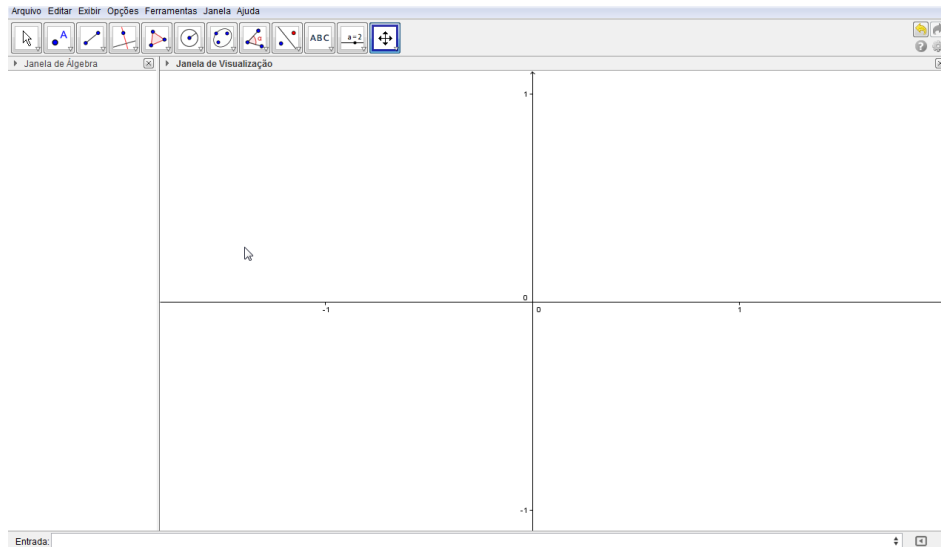 Arquivo Editar Exibir Opções Ferramentas Janela Ajuda
A
α
ABC
a=2
Janela de Álgebra
Janela de Visualização
1
0
-1
0
1
-1
Entrada: